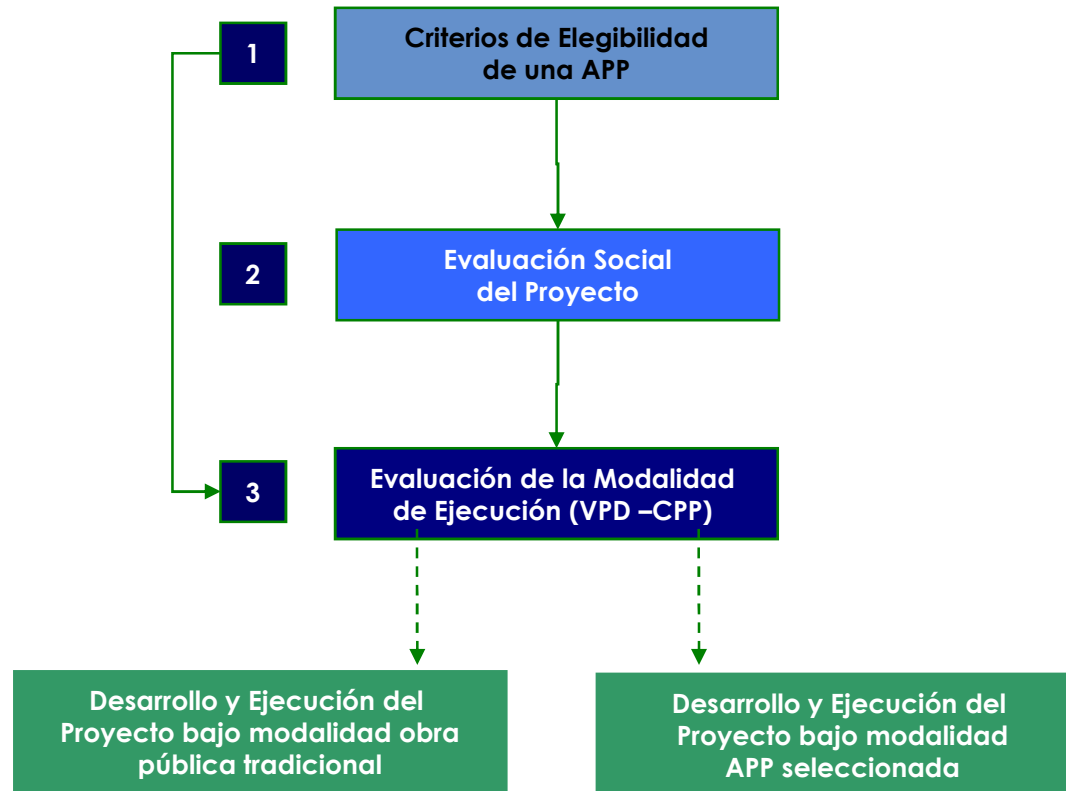 1
Criterios de Elegibilidad
de una APP
2
Evaluación Social
del Proyecto
3
Evaluación de la Modalidad
de Ejecución (VPD –CPP)
Desarrollo y Ejecución del
Proyecto bajo modalidad obra
pública tradicional
Desarrollo y Ejecución del
Proyecto bajo modalidad
APP seleccionada